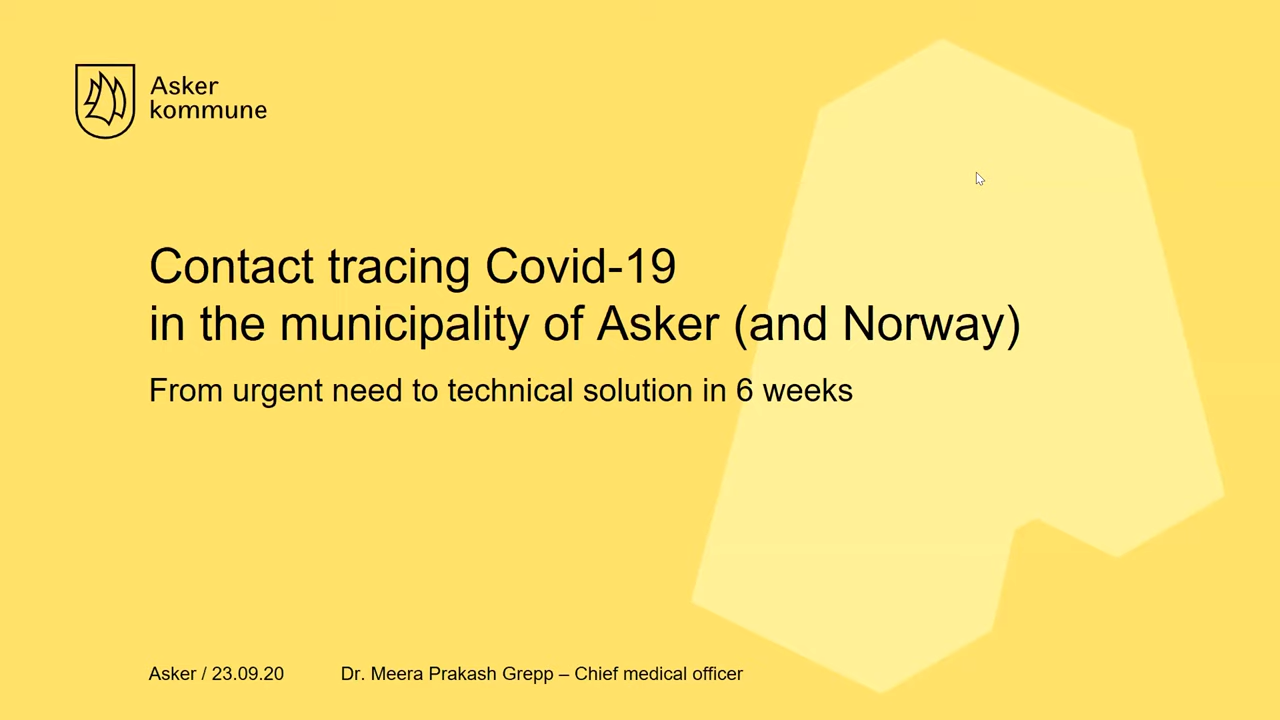 Asker
kommune
Contact tracing Covid-19
in the municipality of Asker (and Norway)
From urgent need to technical solution in 6 weeks
Asker / 23.09.20 Dr. Meera Prakash Grepp – Chief medical officer